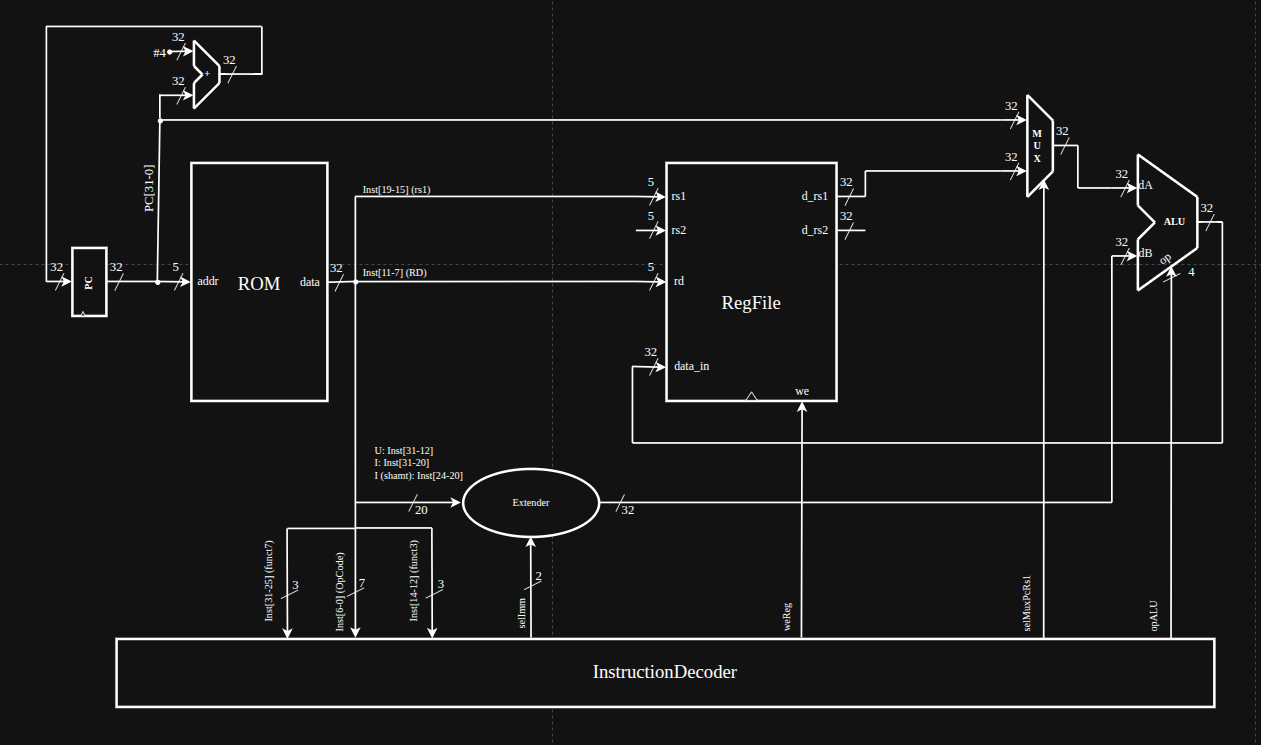 32
#4
32
+
32
PC[31-0]
32
PC
32
5
addr
ROM
data
32
Inst[19-15] (rs1)
Inst[11-7] (RD)
5
rs1
5
rs2
5
rd
RegFile
32
data_in
we
d_rs1
32
d_rs2
32
32
32
M
U
X
32
32
dA
ALU
32
32
dB
op
4
U: Inst[31-12]
I: Inst[31-20]
I (shamt): Inst[24-20]
20
Extender
32
Inst[31-25] (funct7)
3
Inst[6-0] (OpCode)
7
Inst[14-12] (funct3)
3
selImm
2
weReg
selMuxPcRs1
opALU
InstructionDecoder